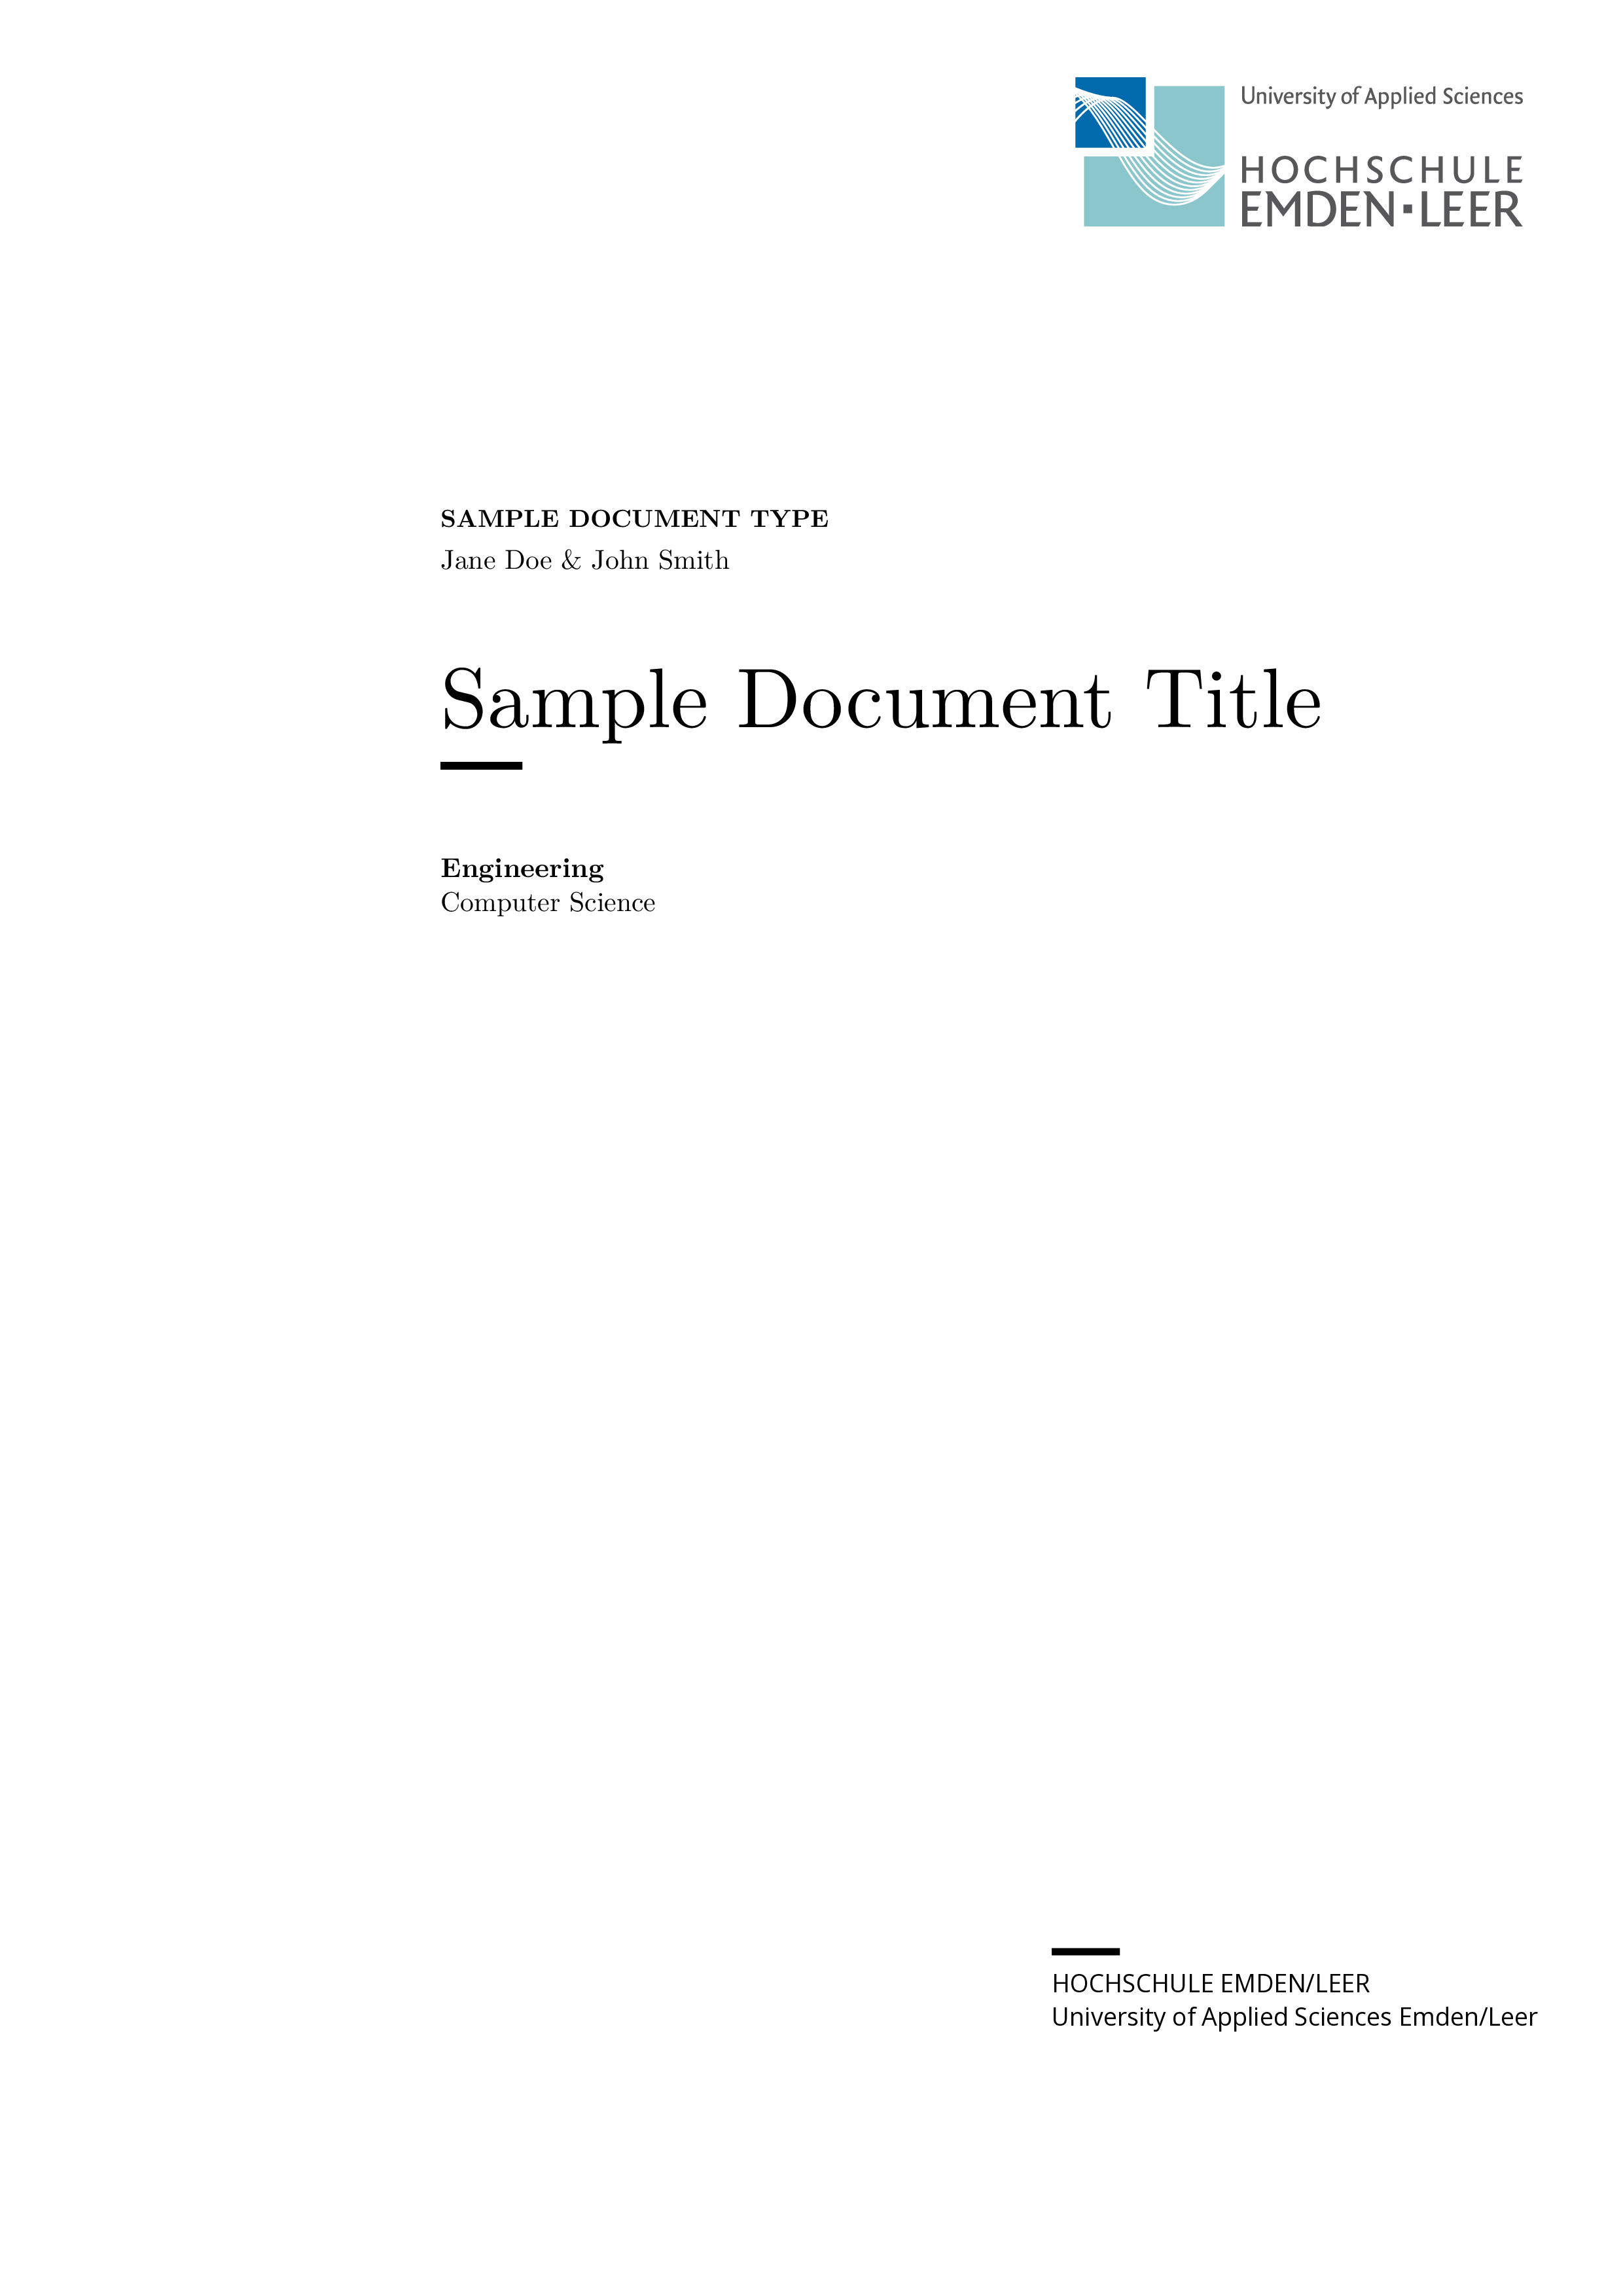 University of Applied Sciences
HOCHSCHULE
EMDEN▪LEER
SAMPLE DOCUMENT TYPE
Jane Doe & John Smith
Sample Document Title
Engineering
Computer Science
HOCHSCHULE EMDEN/LEER
University of Applied Sciences Emden/Leer